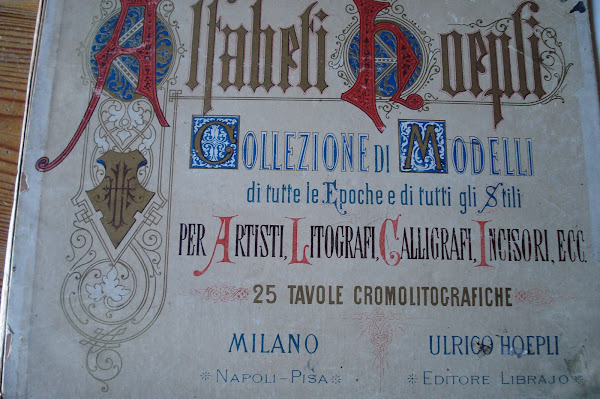 Alfabeti Hoepli
COLLEZIONE DI MODELLI
di tutte le Epoche e di tutti gli Stili
PER ARTISTI, LITOGRAFI, CALLIGRAFI, INCISORI, ECC.
25 TAVOLE CROMOLITOGRAFICHE
MILANO
NAPOLI-PISA
ULRICO HOEPLI
EDITORE LIBRAJO